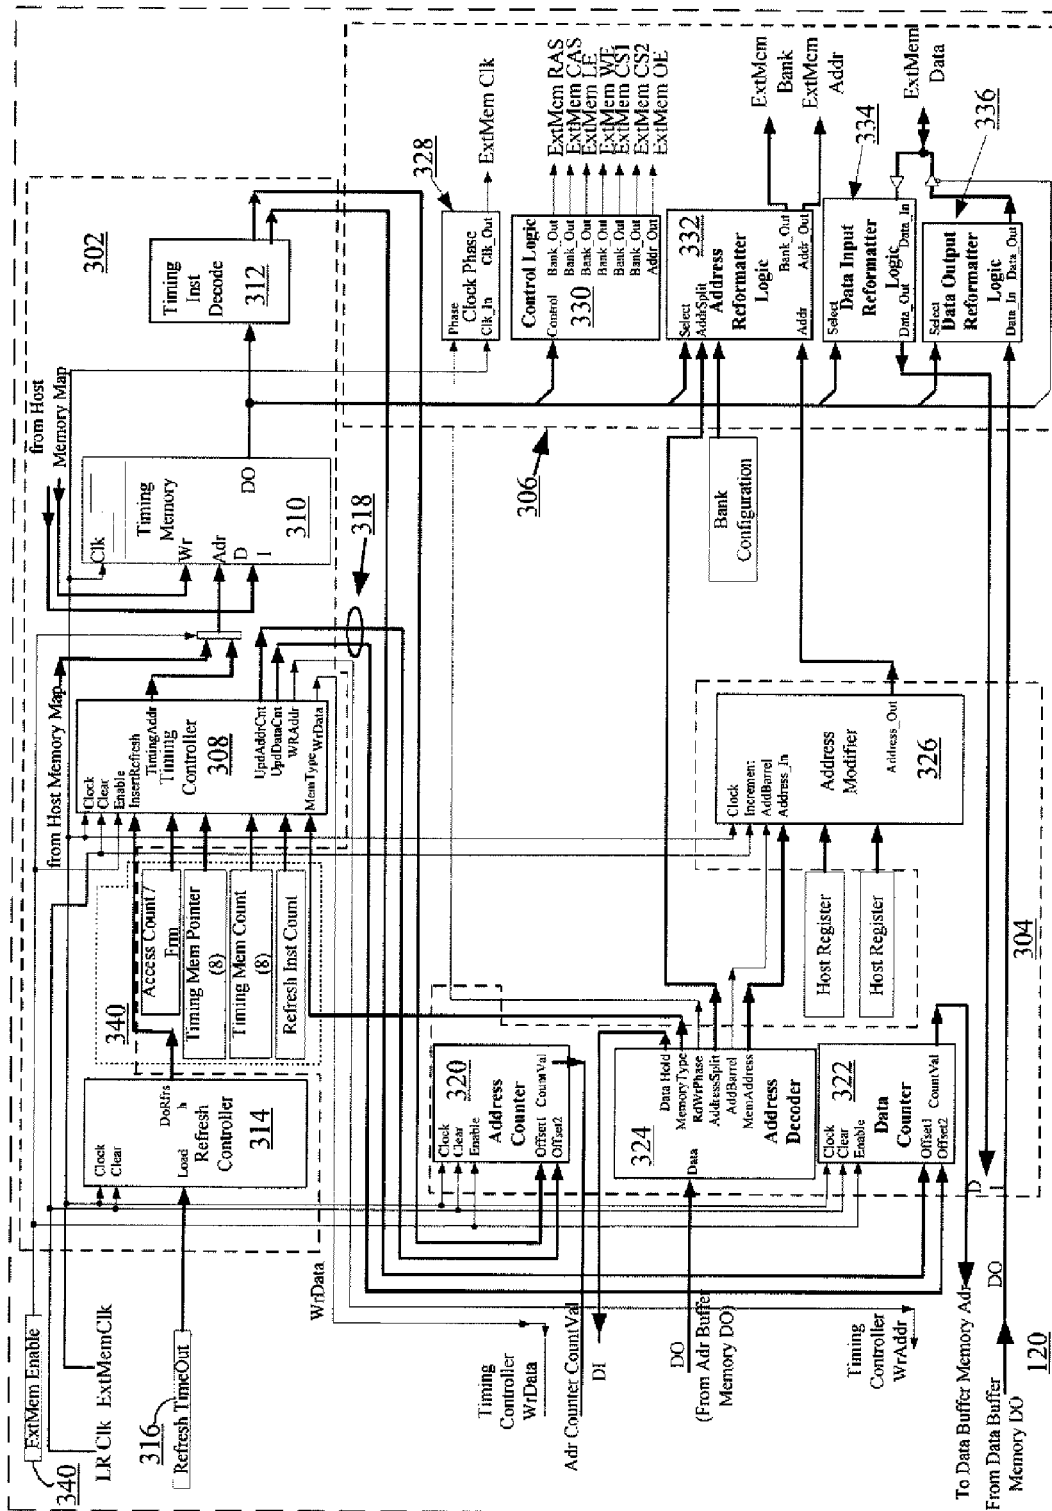 ExtMem Enable
340
LR Clk ExtMemClk
316
Refresh TimeOut
Clock
Clear
Load
DoRfrs
h
Refresh
Controller
314
WrData
340
Access Count /
Frm
Timing Mem Pointer
(8)
Timing Mem Count
(8)
Refresh Inst Count
from Host Memory Map
Clock
Clear
Enable
InsertRefresh
TimingAddr
Timing
Controller
308
UpdAddrCnt
UpdDataCnt
WRAddr
WrData
MemType
318
from Host
Memory Map
Clk
Timing
Memory
Wr
Adr
D
I
DO
310
302
Timing
Inst
Decode
312
306
328
Phase
Clock Phase
Clk_In
Clk_Out
ExtMem Clk
Control Logic
Control
330
Bank_Out
Bank_Out
Bank_Out
Bank_Out
Bank_Out
Bank_Out
Addr_Out
ExtMem RAS
ExtMem CAS
ExtMem LE
ExtMem WE
ExtMem CS1
ExtMem CS2
ExtMem OE
Select
AddrSplit
332
Address
Reformatter
Logic
Addr
Bank_Out
Addr_Out
ExtMem
Bank
ExtMem
Addr
334
Select
Data Input
Reformatter
Logic
Data_Out
Data_In
ExtMem
Data
336
Select
Data Output
Reformatter
Logic
Data_In
Data_Out
Bank
Configuration
Clock
Increment
AddBarrel
Address_In
Address
Modifier
Address_Out
326
Host Register
Host Register
304
320
Clock
Clear
Enable
Address
Counter
Offset1
Offset2
CountVal
324
Data
Data Hold
MemoryType
RdWrPhase
AddressSplit
AddBarrel
MemAddress
Address
Decoder
322
Clock
Clear
Enable
Data
Counter
Offset1
Offset2
CountVal
D
I
Timing
Controller
WrData
Adr Counter CountVal
DI
DO
(From Adr Buffer
Memory DO)
Timing
Controller
WrAddr
To Data Buffer Memory Adr
DO
From Data Buffer
Memory DO
120